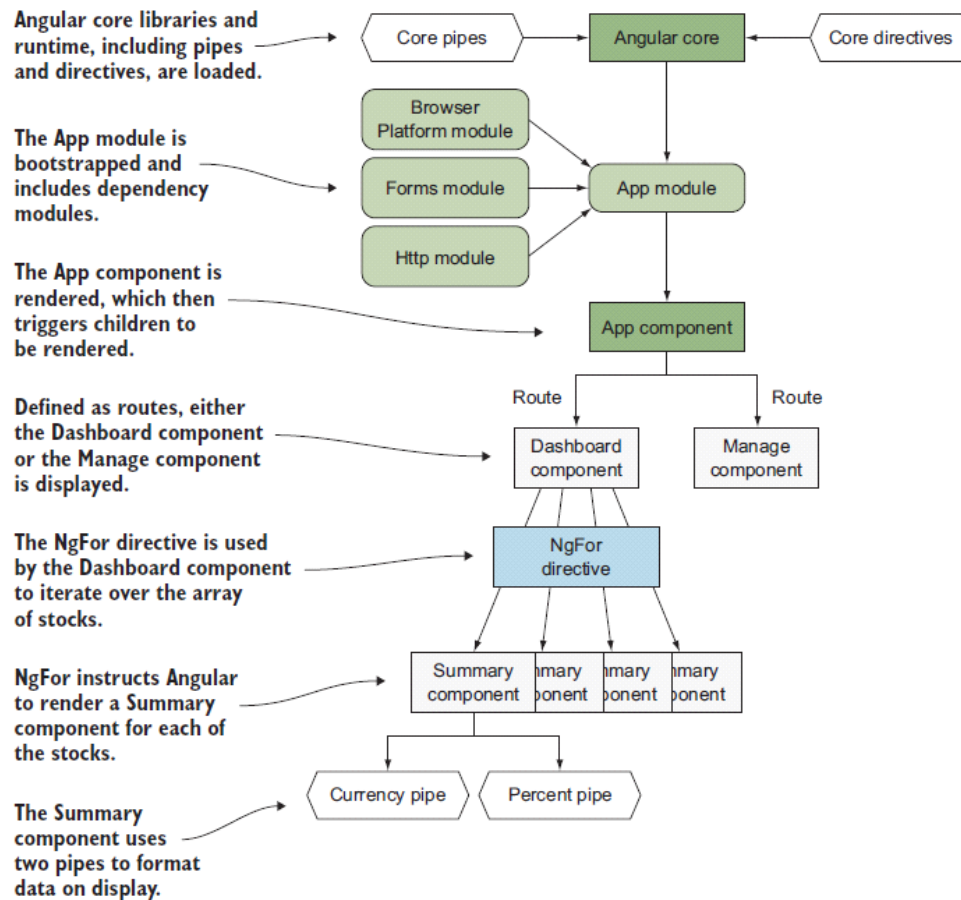 Angular core libraries and
runtime, including pipes
and directives, are loaded.
Core pipes
Angular core
Core directives
Browser
Platform module
The App module is
bootstrapped and
includes dependency
modules.
Forms module
App module
Http module
The App component is
rendered, which then
triggers children to
be rendered.
App component
Route
Route
Defined as routes, either
the Dashboard component
or the Manage component
is displayed.
Dashboard
component
Manage
component
The NgFor directive is used
by the Dashboard component
to iterate over the array
of stocks.
NgFor
directive
NgFor instructs Angular
to render a Summary
component for each of
the stocks.
Summary
component
nmary
ponent
nmary
ponent
nmary
ponent
Currency pipe
Percent pipe
The Summary
component uses
two pipes to format
data on display.